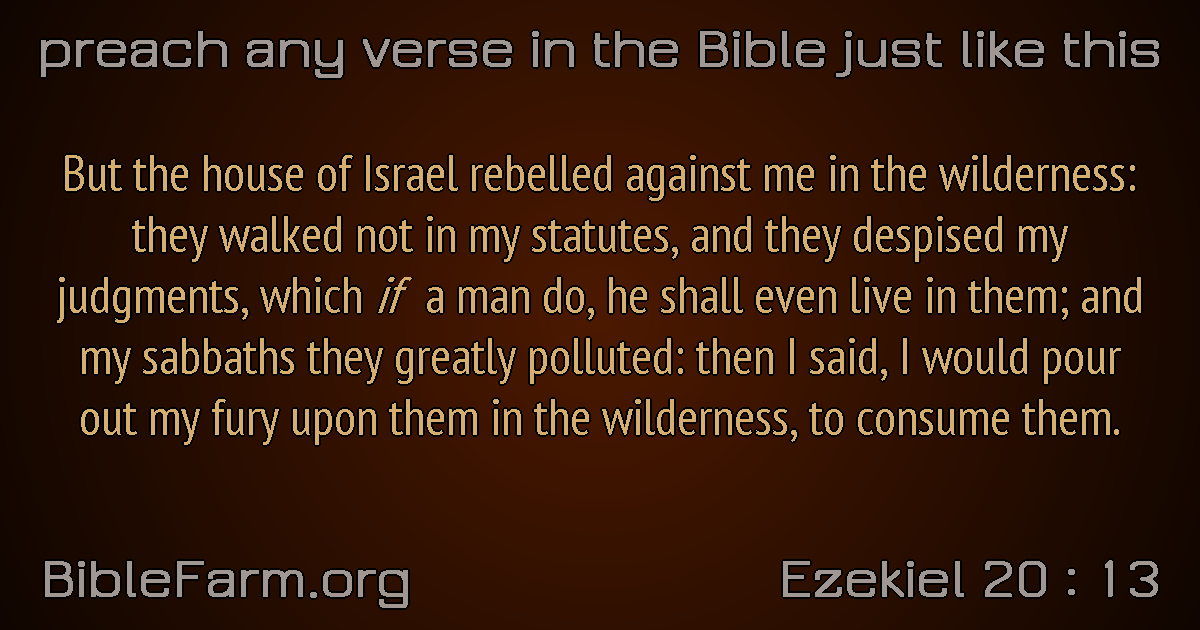 preach any verse in the Bible just like this
But the house of Israel rebelled against me in the wilderness:
they walked not in my statutes, and they despised my
judgments, which if a man do, he shall even live in them; and
my sabbaths they greatly polluted: then I said, I would pour
out my fury upon them in the wilderness, to consume them.
BibleFarm.org
Ezekiel 20 : 13